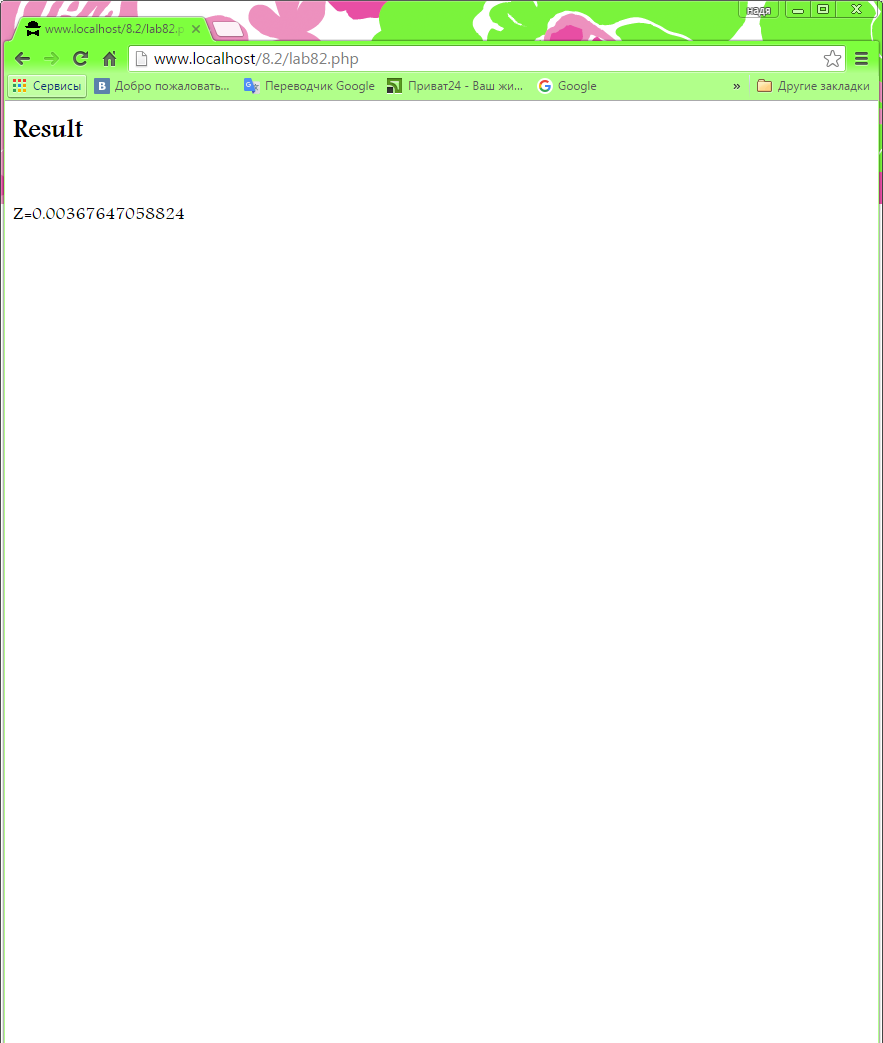 надя
www.localhost/8.2/lab82.p
www.localhost/8.2/lab82.php
Сервисы B Добро пожаловать... Переводчик Google Приват24 - Ваш жи... Google » Другие закладки
Result
Z=0.00367647058824